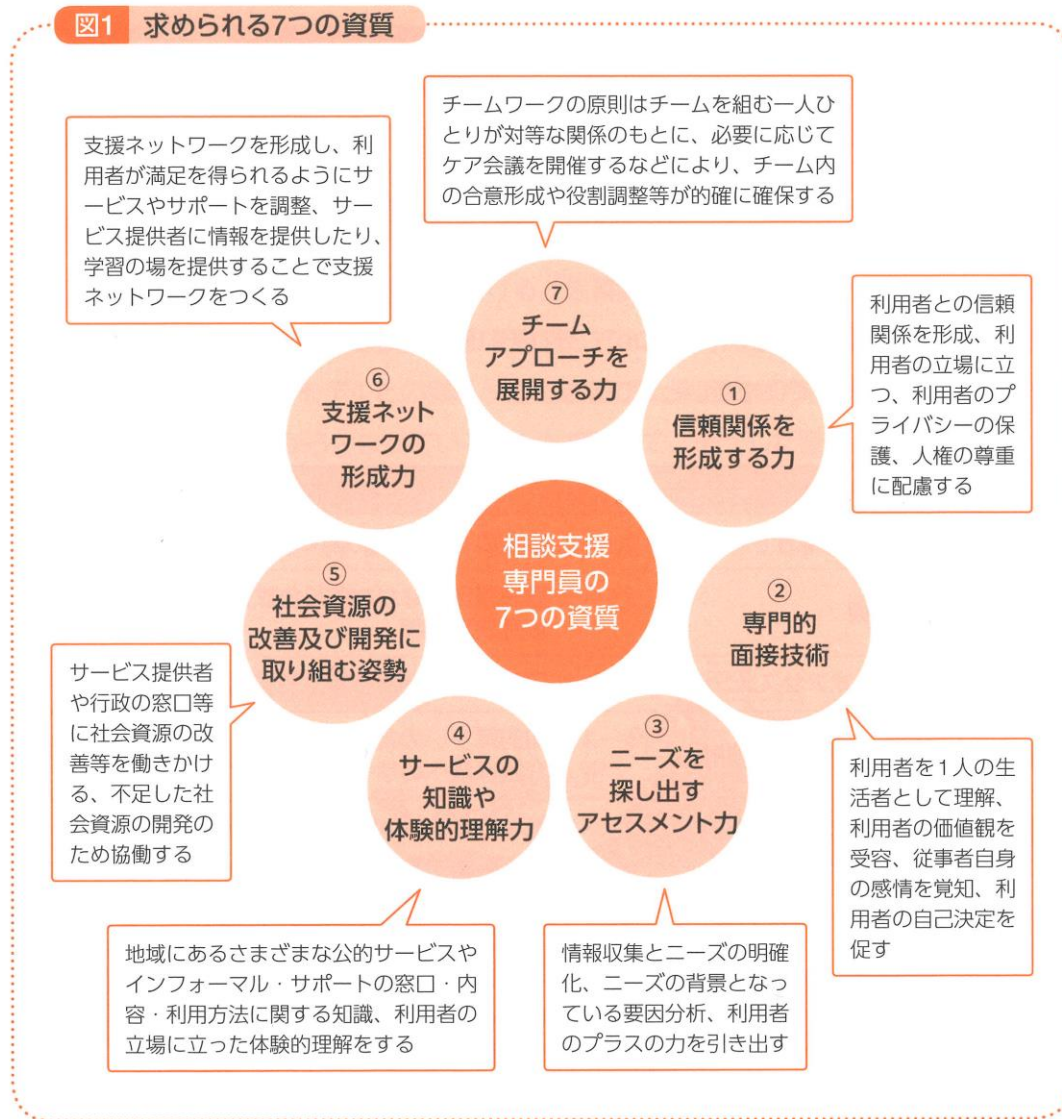 図1 求められる7つの資質
チームワークの原則はチームを組む一人ひ
とりが対等な関係のもとに、必要に応じて
ケア会議を開催するなどにより、チーム内
の合意形成や役割調整等が的確に確保する
支援ネットワークを形成し、利
用者が満足を得られるようにサ
ービスやサポートを調整、サー
ビス提供者に情報を提供したり、
学習の場を提供することで支援
ネットワークをつくる
⑦
チーム
アプローチを
展開する力
利用者との信頼
関係を形成、利
用者の立場に立
つ、利用者のプ
ライバシーの保
護、人権の尊重
に配慮する
⑥
支援ネット
ワークの
形成力
①
信頼関係を
形成する力
相談支援
専門員の
7つの資質
⑤
社会資源の
改善及び開発に
取り組む姿勢
②
専門的
面接技術
サービス提供者
や行政の窓口等
に社会資源の改
善等を働きかけ
る、不足した社
会資源の開発の
ため協働する
④
サービスの
知識や
体験的理解力
③
ニーズを
探し出す
アセスメント力
利用者を1人の生
活者として理解、
利用者の価値観を
受容、従事者自身
の感情を覚知、利
用者の自己決定を
促す
地域にあるさまざまな公的サービスや
インフォーマル・サポートの窓口・内
容・利用方法に関する知識、利用者の
立場に立った体験的理解をする
情報収集とニーズの明確
化、ニーズの背景となっ
ている要因分析、利用者
のプラスの力を引き出す